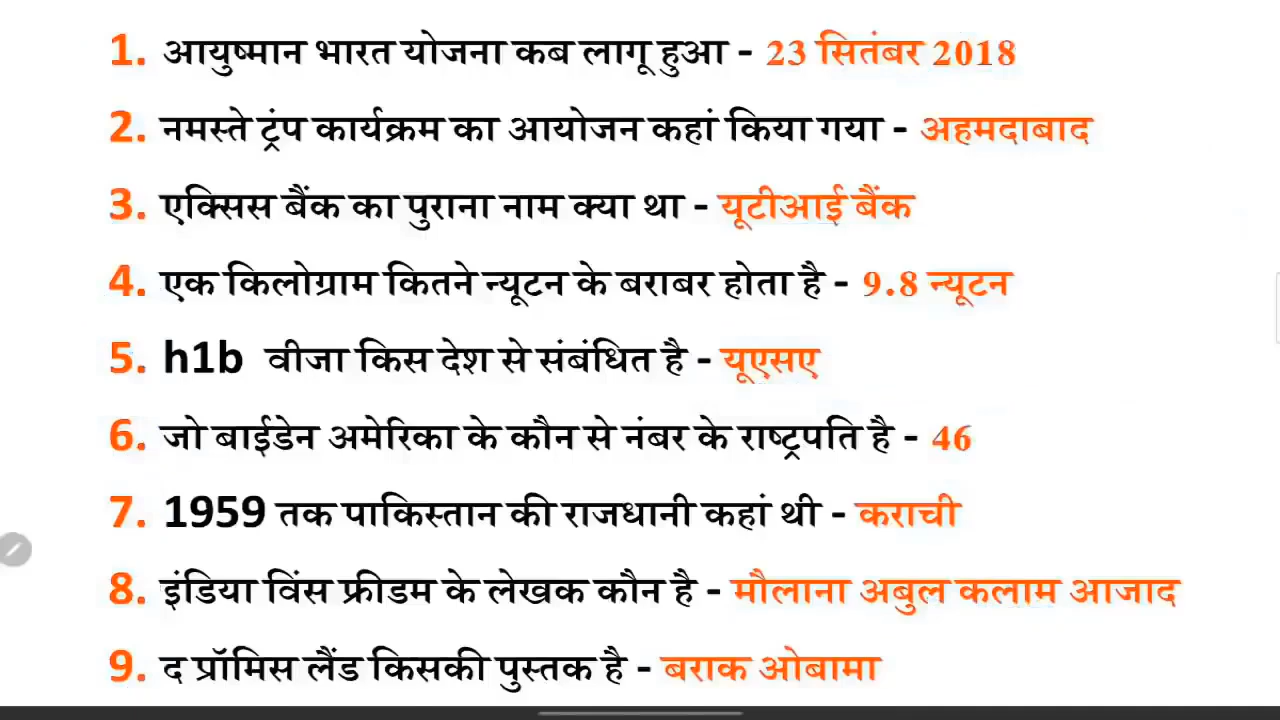 1. आयुष्मान भारत योजना कब लागू हुआ - 23 सितंबर 2018
2. नमस्ते ट्रंप कार्यक्रम का आयोजन कहां किया गया - अहमदाबाद
3. एक्सिस बैंक का पुराना नाम क्या था - यूटीआई बैंक
4. एक किलोग्राम कितने न्यूटन के बराबर होता है - 9.8 न्यूटन
5. h1b वीजा किस देश से संबंधित है - यूएसए
6. जो बाईडेन अमेरिका के कौन से नंबर के राष्ट्रपति है - 46
7. 1959 तक पाकिस्तान की राजधानी कहां थी - कराची
8. इंडिया विंस फ्रीडम के लेखक कौन है - मौलाना अबुल कलाम आजाद
9. द प्रॉमिस लैंड किसकी पुस्तक है - बराक ओबामा